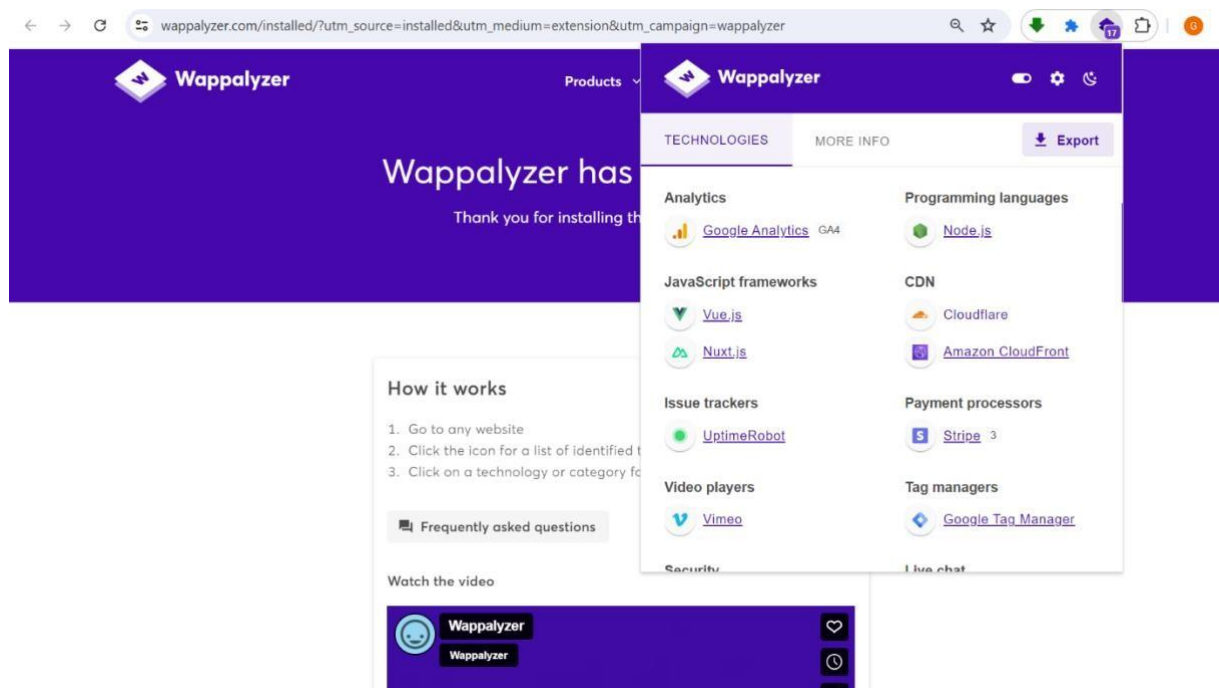 wappalyzer.com/installed/?utm_source=installed&utm_medium=extension&utm_campaign=wappalyzer
17
G
Wappalyzer
Products
Wappalyzer has
Thank you for installing th
Wappalyzer
TECHNOLOGIES
MORE INFO
Export
Analytics
Google Analytics GA4
Programming languages
Node.js
JavaScript frameworks
Vue.js
Nuxt.js
CDN
Cloudflare
Amazon CloudFront
Issue trackers
UptimeRobot
Payment processors
Stripe 3
Video players
Vimeo
Tag managers
Google Tag Manager
Security
Live chat
How it works
1. Go to any website
2. Click the icon for a list of identified
3. Click on a technology or category fo
Frequently asked questions
Watch the video
Wappalyzer
Wappalyzer